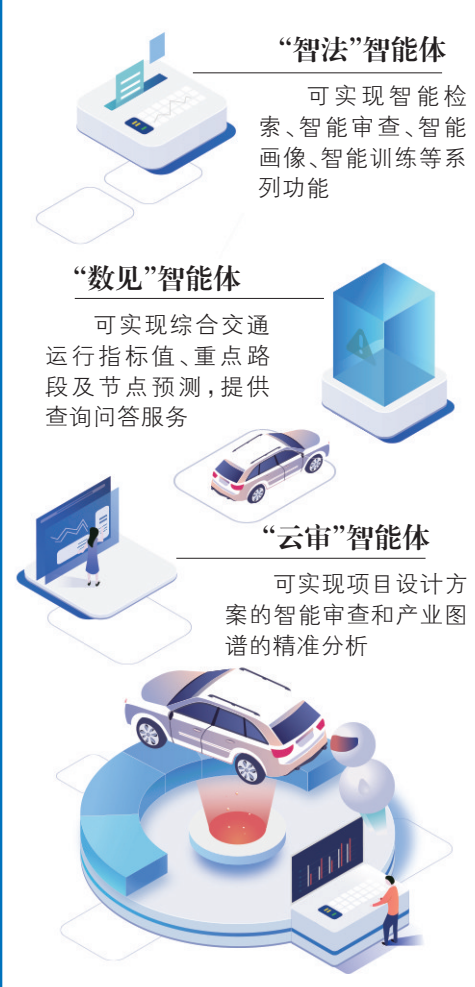 “智法”智能体
可实现智能检
索、智能审查、智能
画像、智能训练等系
列功能
“数见”智能体
可实现综合交通
运行指标值、重点路
段及节点预测，提供
查询问答服务
“云审”智能体
可实现项目设计方
案的智能审查和产业图
谱的精准分析